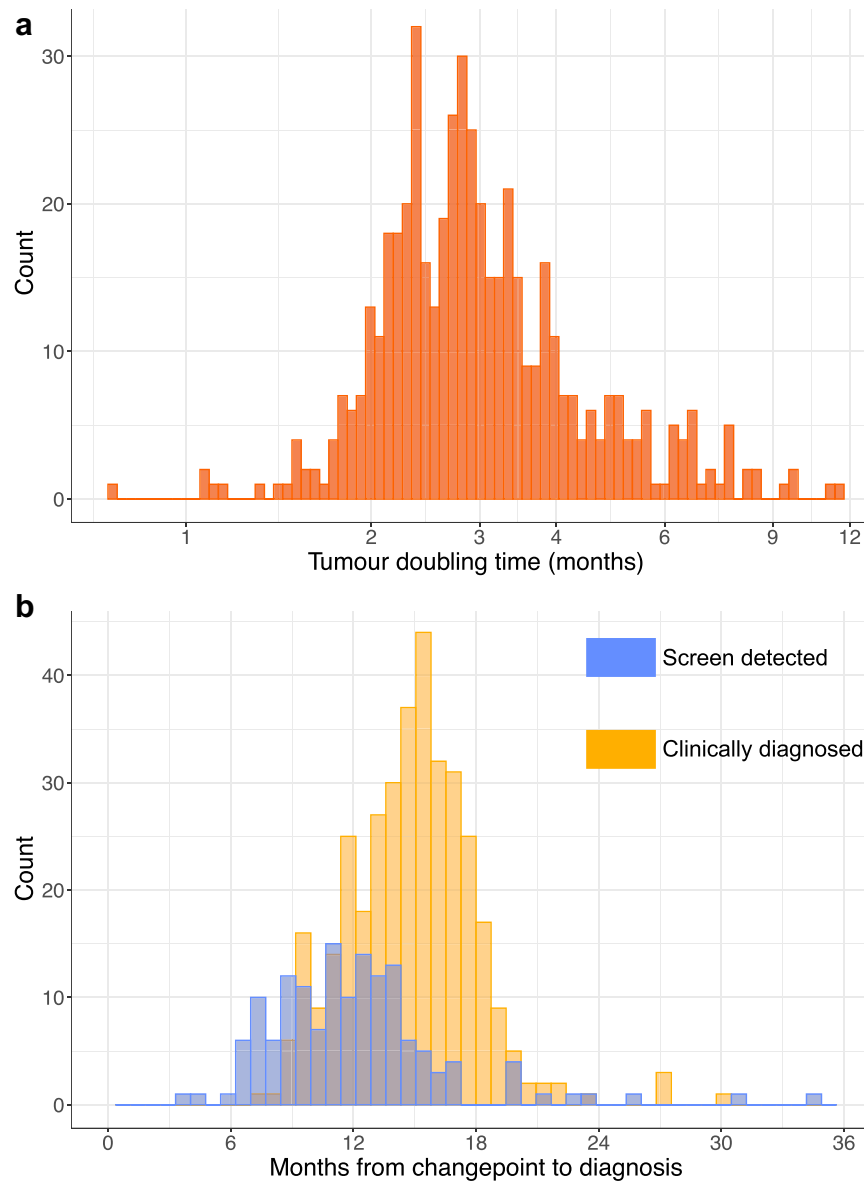 a
30
20
10
0
Count
1 2 3 4 6 9 12
Tumour doubling time (months)
b
Screen detected
Clinically diagnosed
40
30
20
10
0
Count
0 6 12 18 24 30 36
Months from changepoint to diagnosis